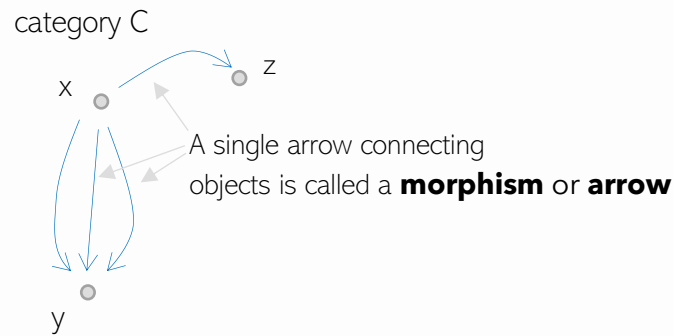 category C
z
x
A single arrow connecting
objects is called a morphism or arrow
y